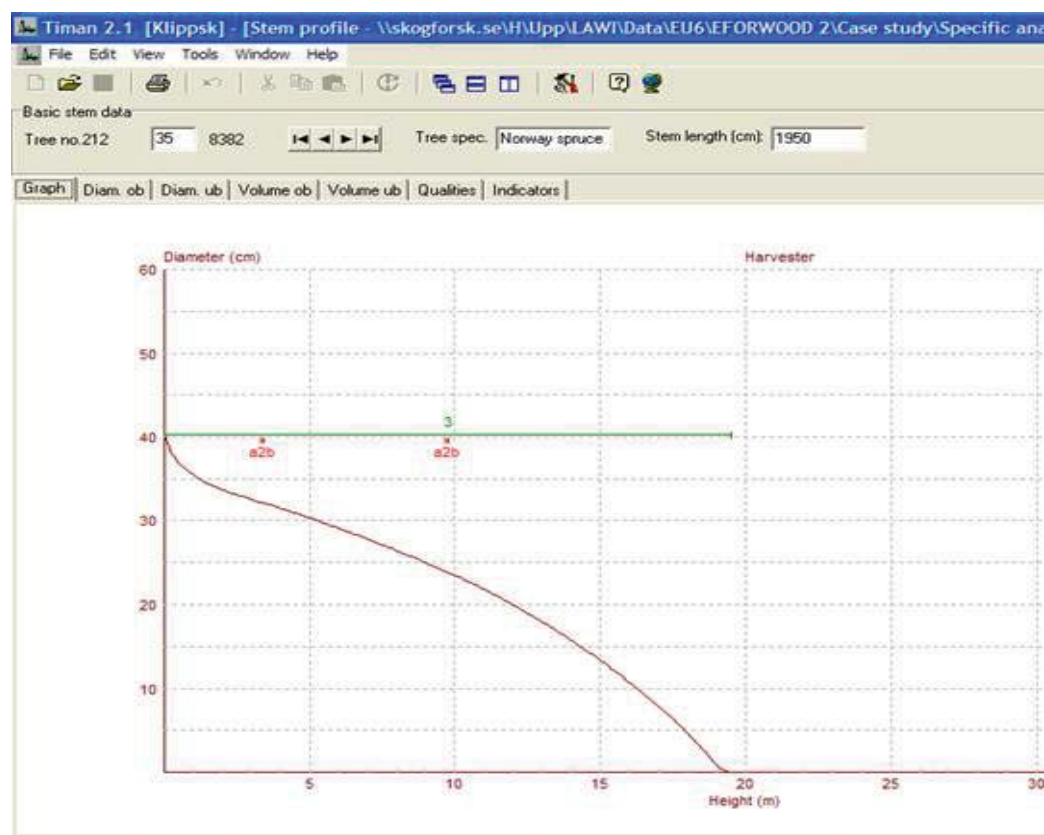 Timan 2.1 [Klippsk] - [Stem profile - \\skogforsk.se\H\Upp\LAWI\Data\EU6\EFORWOOD 2\Case study\Specific ana
File Edit View Tools Window Help
Basic stem data
Tree no.212 35 8382 Tree spec. Norway spruce Stem length (cm): 1950
Graph Diam. ob Diam. ub Volume ob Volume ub Qualities Indicators
Diameter (cm) Harvester
60
50
3
40
a2b a2b
30
20
10
5 10 15 20 25 30
Height (m)